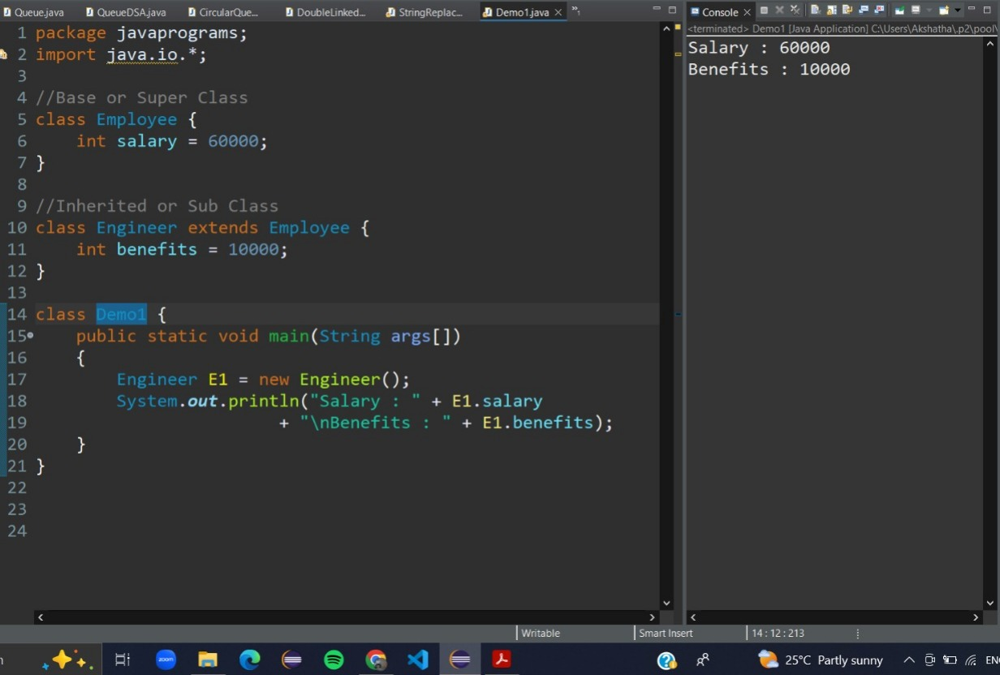 Queue.java QueueDSA.java CircularQue... DoubleLinked... StringReplac... Demo1.java
1 package javaprograms;
2 import java.io.*;
3
4 //Base or Super Class
5 class Employee {
6 int salary = 60000;
7 }
8
9 //Inherited or Sub Class
10 class Engineer extends Employee {
11 int benefits = 10000;
12 }
13
14 class Demo1 {
15 public static void main(String args[])
16 {
17 Engineer E1 = new Engineer();
18 System.out.println("Salary : " + E1.salary
19 + "\nBenefits : " + E1.benefits);
20 }
21 }
22
23
24
Console
<terminated> Demo1 [Java Application] C:\Users\Akshatha\.p2\pool\
Salary : 60000
Benefits : 10000
Writable Smart Insert 14 : 12 : 213
zoom 25°C Partly sunny